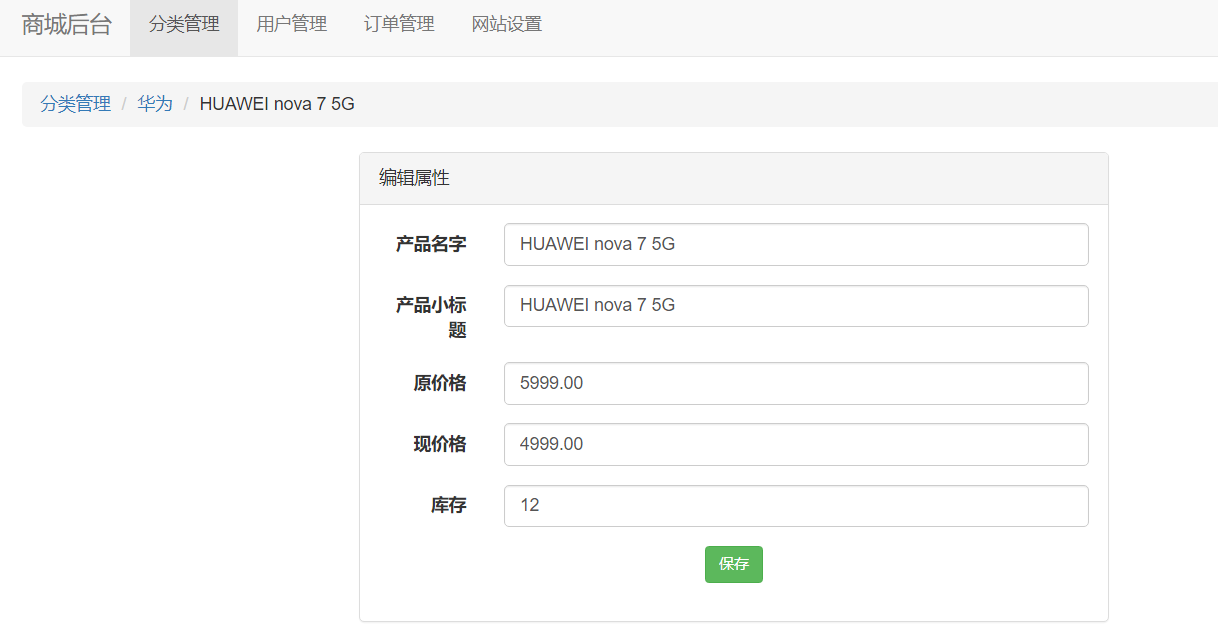 商城后台 分类管理 用户管理 订单管理 网站设置
分类管理 / 华为 / HUAWEI nova 7 5G
编辑属性
产品名字 HUAWEI nova 7 5G
产品小标 HUAWEI nova 7 5G
题
原价格 5999.00
现价格 4999.00
库存 12
保存